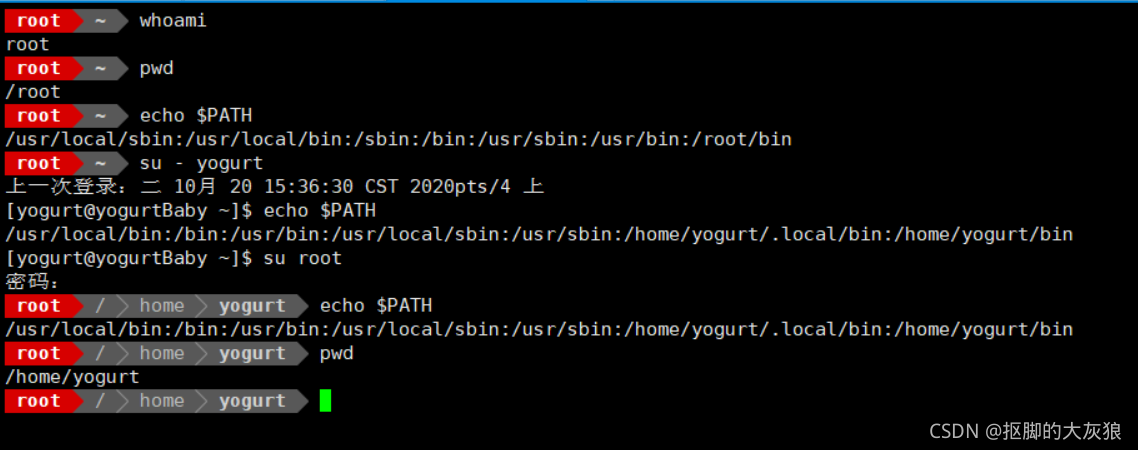 root ~ whoami
root
root ~ pwd
/root
root ~ echo $PATH
/usr/local/sbin:/usr/local/bin:/sbin:/bin:/usr/sbin:/usr/bin:/root/bin
root ~ su - yogurt
上一次登录：二 10月 20 15:36:30 CST 2020pts/4 上
[yogurt@yogurtBaby ~]$ echo $PATH
/usr/local/bin:/bin:/usr/bin:/usr/local/sbin:/usr/sbin:/home/yogurt/.local/bin:/home/yogurt/bin
[yogurt@yogurtBaby ~]$ su root
密码：
root / home yogurt echo $PATH
/usr/local/bin:/bin:/usr/bin:/usr/local/sbin:/usr/sbin:/home/yogurt/.local/bin:/home/yogurt/bin
root / home yogurt pwd
/home/yogurt
root / home yogurt
CSDN @抠脚的大灰狼